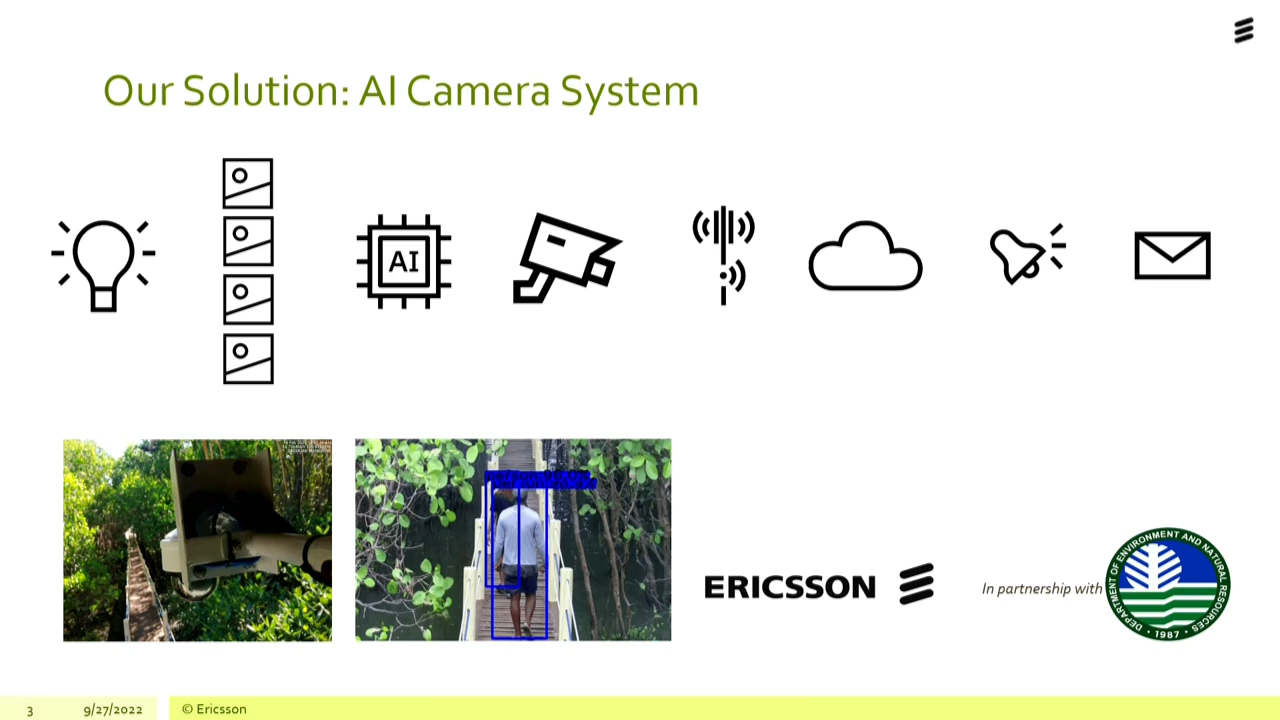 Our Solution: AI Camera System
AI
ERICSSON
In partnership with
DEPARTMENT OF ENVIRONMENT AND NATURAL RESOURCES
• 1987 •
3
9/27/2022
© Ericsson